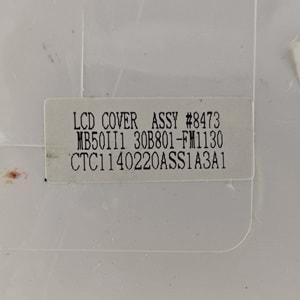 LCD COVER ASSY #8473
MB50II1 30B801-FM1130
CTC1140220ASS1A3A1